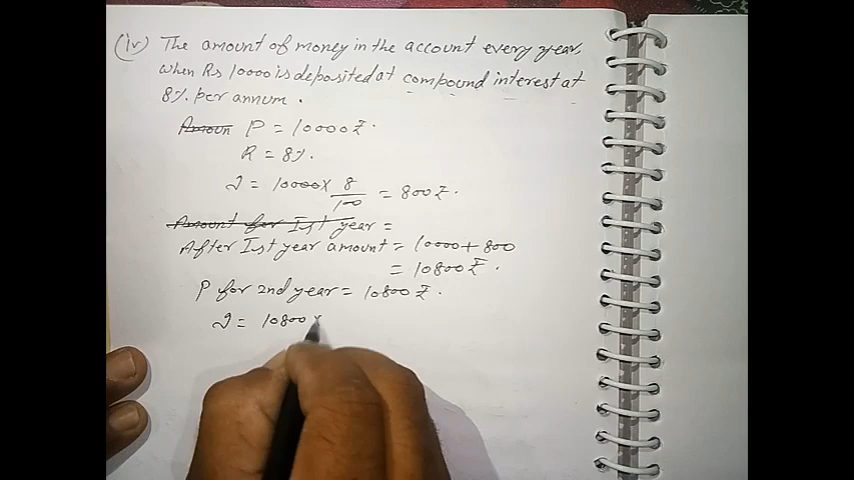 (iv) The amount of money in the account every year,
when Rs 10000 is deposited at compound interest at
8% per annum.
Amoun P = 10000 ₹.
R = 8%.
I = 10000 × 8/100 = 800 ₹.
Amount for Ist year =
After Ist year amount = 10000 + 800
= 10800 ₹.
P for 2nd year = 10800 ₹.
I = 10800 ×